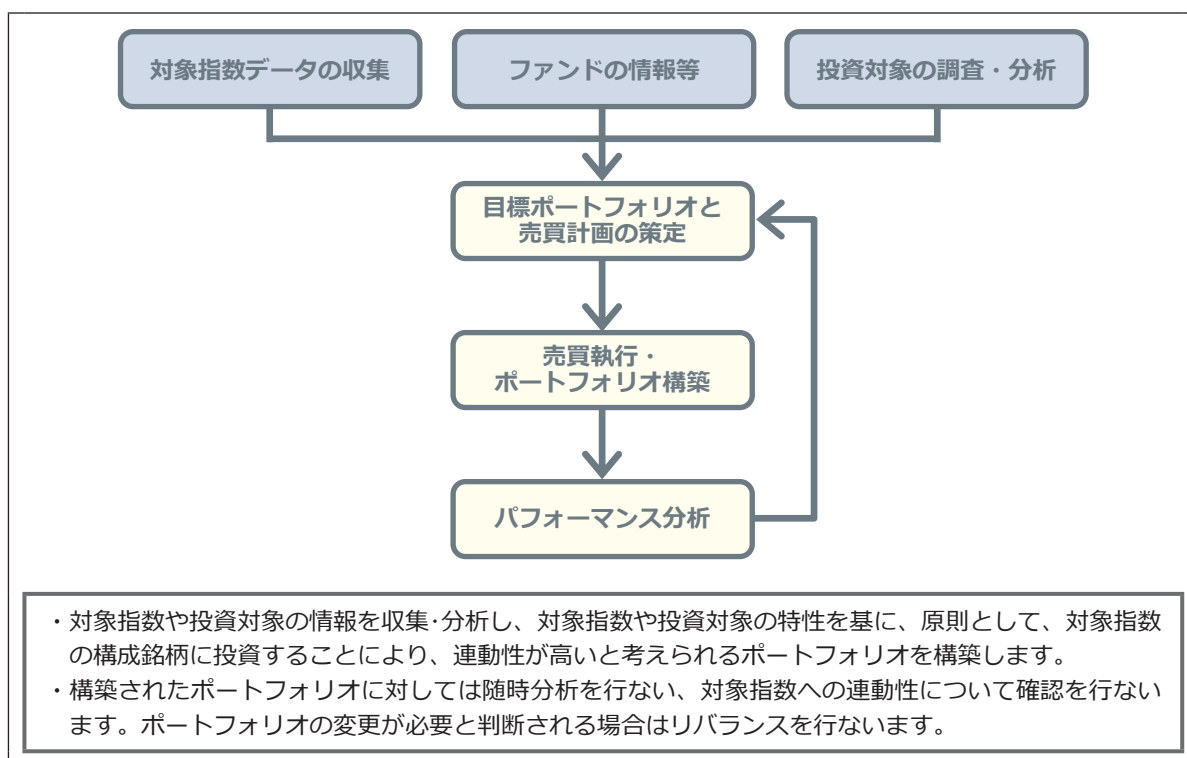 対象指数データの収集
ファンドの情報等
投資対象の調査・分析
目標ポートフォリオと
売買計画の策定
売買執行・
ポートフォリオ構築
パフォーマンス分析
・対象指数や投資対象の情報を収集･分析し、対象指数や投資対象の特性を基に、原則として、対象指数
の構成銘柄に投資することにより、連動性が高いと考えられるポートフォリオを構築します。
・構築されたポートフォリオに対しては随時分析を行ない、対象指数への連動性について確認を行ない
ます。ポートフォリオの変更が必要と判断される場合はリバランスを行ないます。